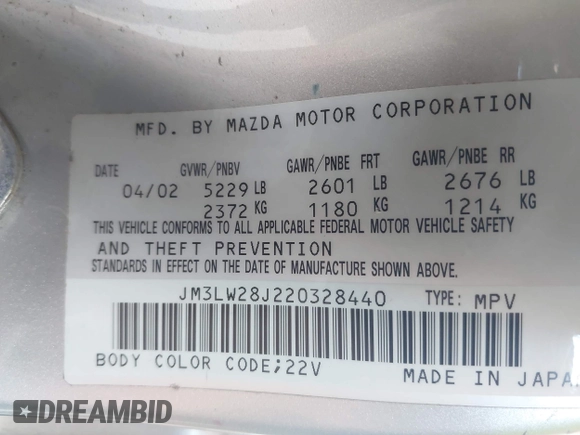 MFD. BY MAZDA MOTOR CORPORATION
DATE GVWR/PNBV GAWR/PNBE FRT GAWR/PNBE RR
04/02 5229 LB 2601 LB 2676 LB
2372 KG 1180 KG 1214 KG
THIS VEHICLE CONFORMS TO ALL APPLICABLE FEDERAL MOTOR VEHICLE SAFETY
AND THEFT PREVENTION
STANDARDS IN EFFECT ON THE DATE OF MANUFACTURE SHOWN ABOVE.
JM3LW28J220328440 TYPE: MPV
BODY COLOR CODE;22V
MADE IN JAPA
DREAMBID